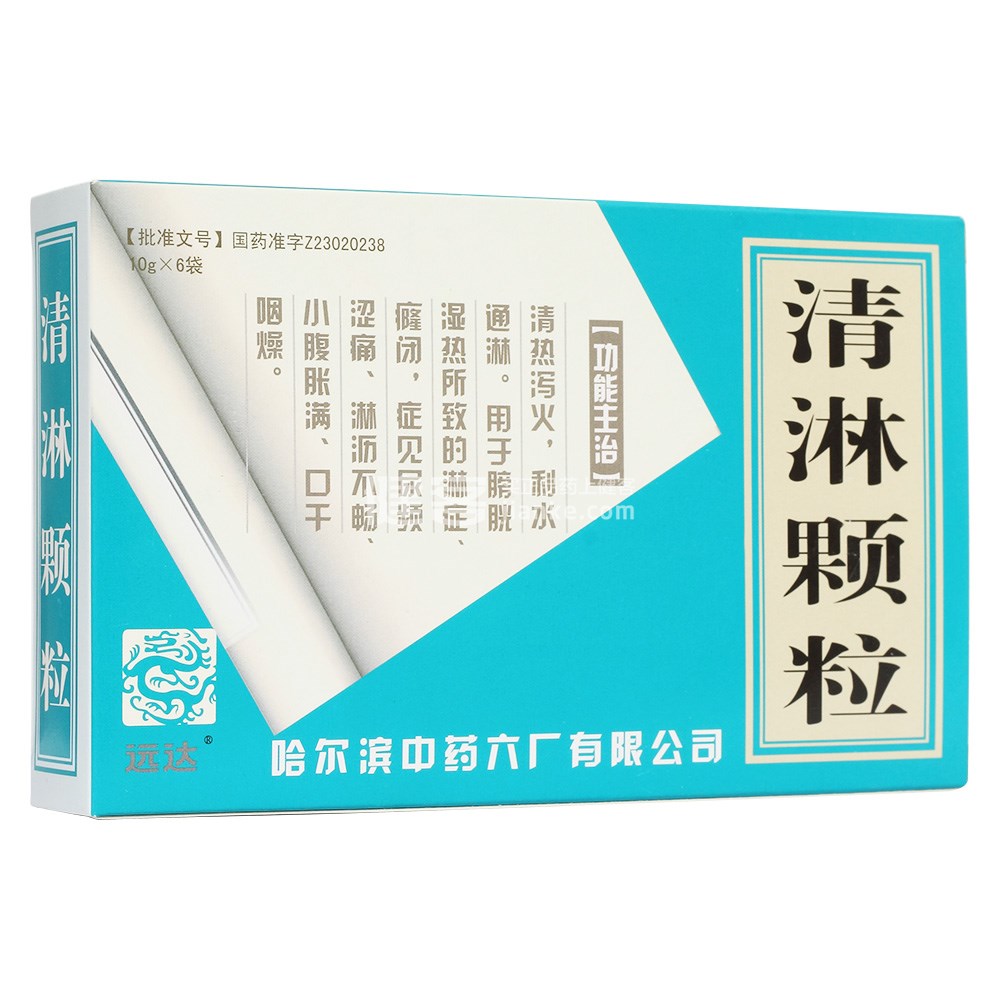 【批准文号】国药准字Z23020238
10g×6袋
【功能主治】
清热泻火，利水
通淋。用于膀胱
湿热所致的淋症、
癃闭，症见尿频
涩痛、淋沥不畅、
小腹胀满、口干
咽燥。
清淋颗粒
清淋颗粒
远达®
哈尔滨中药六厂有限公司